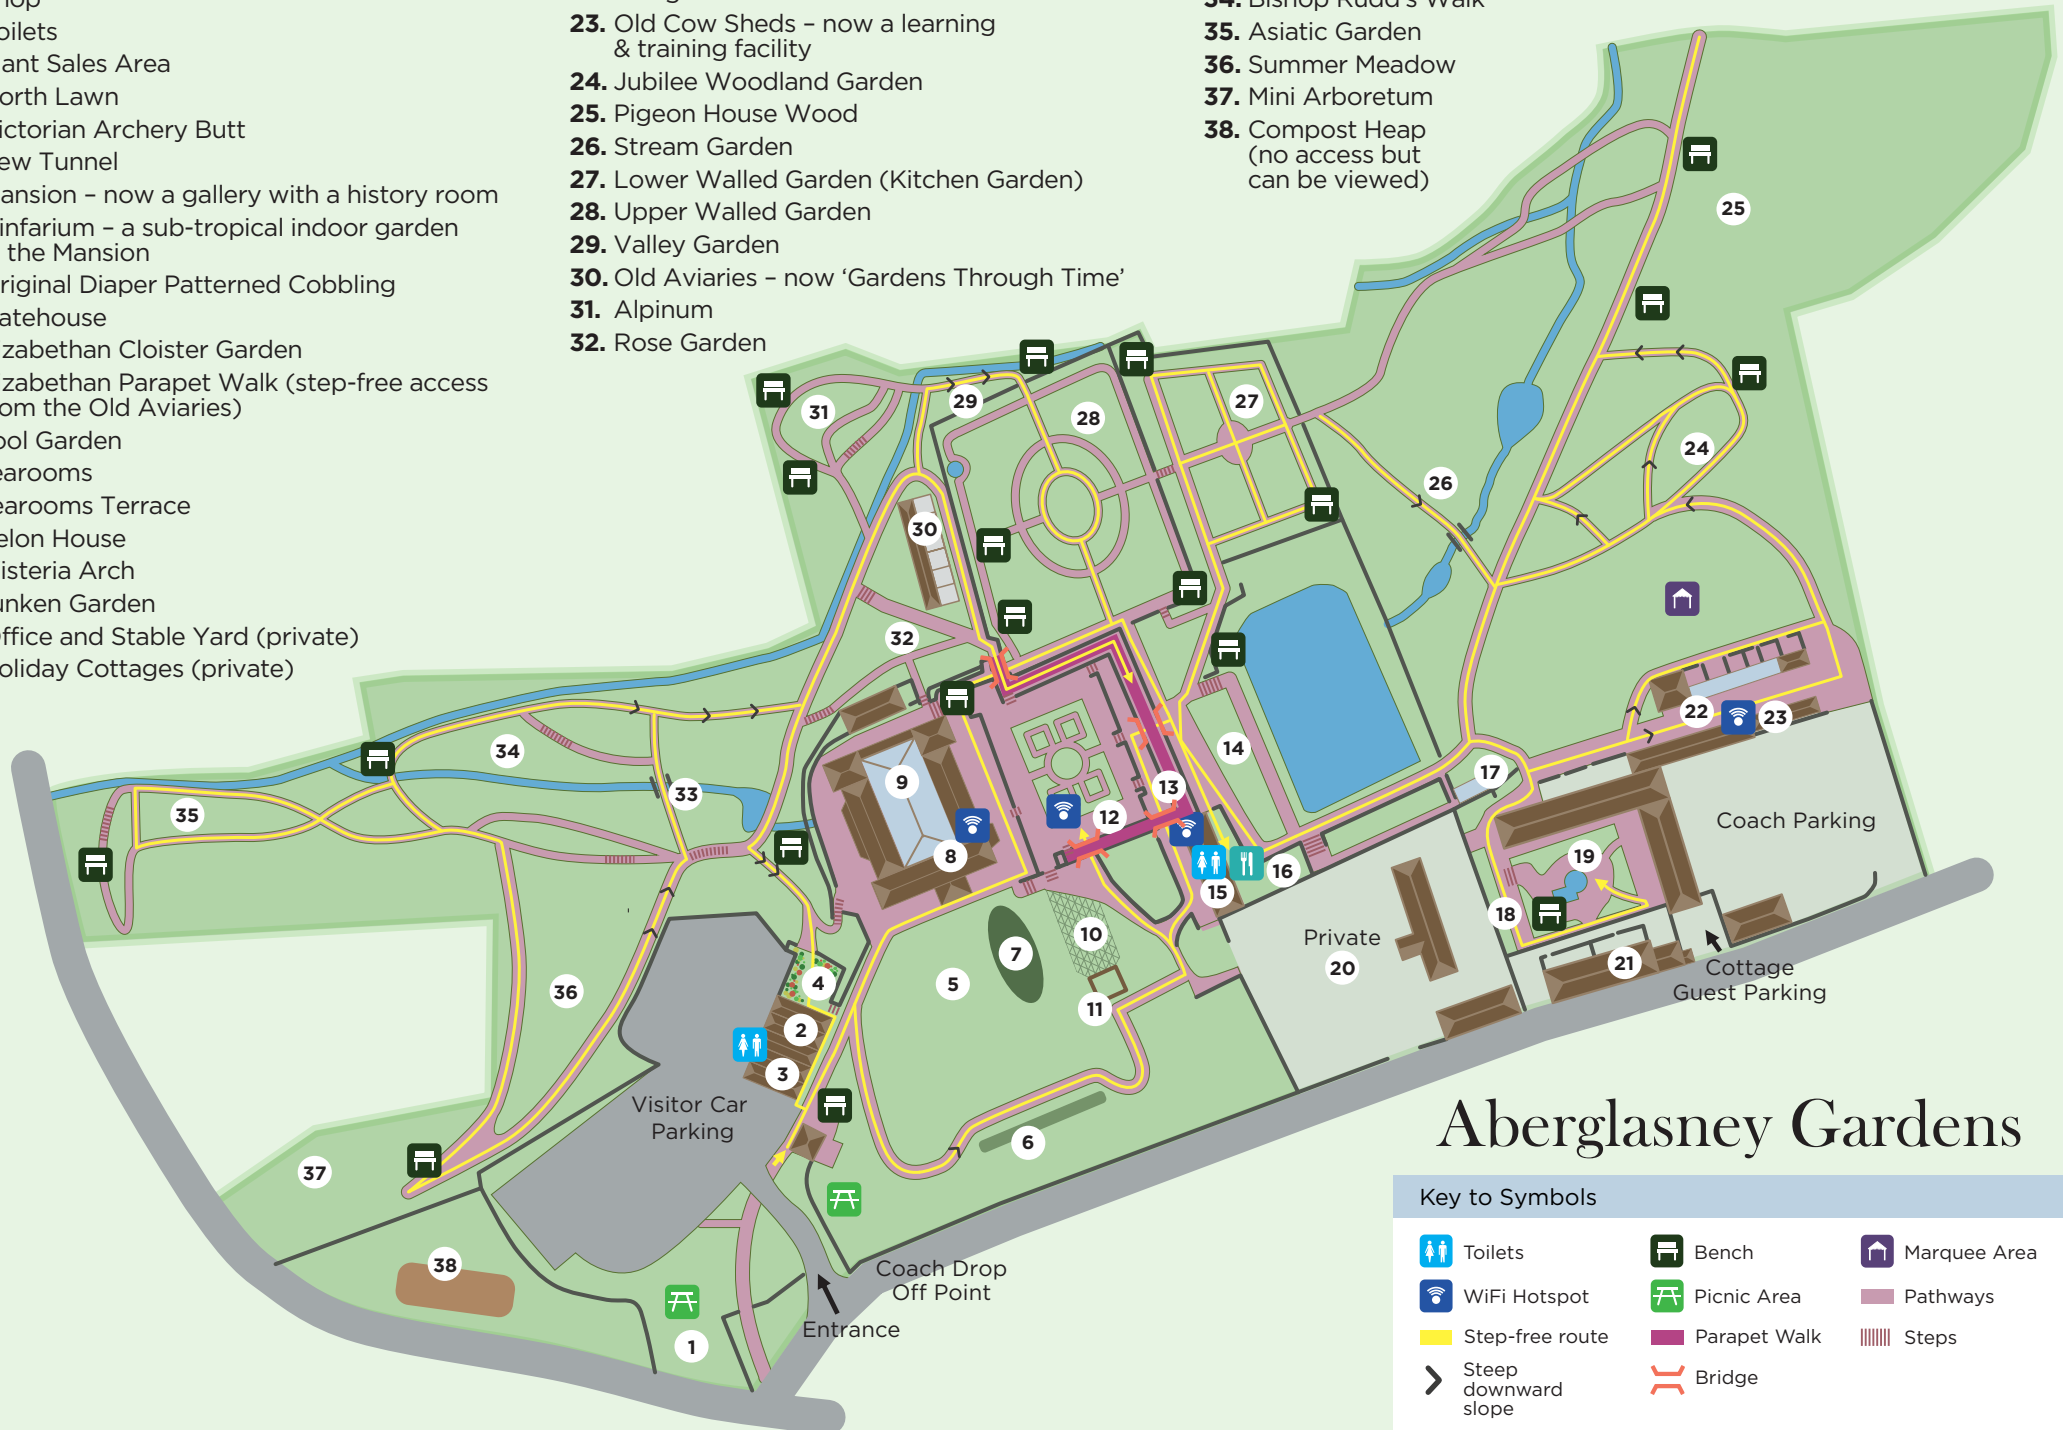 hop
oilets
ant Sales Area
orth Lawn
ictorian Archery Butt
ew Tunnel
ansion – now a gallery with a history room
infarium – a sub-tropical indoor garden
the Mansion
riginal Diaper Patterned Cobbling
atehouse
izabethan Cloister Garden
izabethan Parapet Walk (step-free access
om the Old Aviaries)
ool Garden
earooms
earooms Terrace
elon House
isteria Arch
unken Garden
ffice and Stable Yard (private)
oliday Cottages (private)
23. Old Cow Sheds – now a learning
& training facility
24. Jubilee Woodland Garden
25. Pigeon House Wood
26. Stream Garden
27. Lower Walled Garden (Kitchen Garden)
28. Upper Walled Garden
29. Valley Garden
30. Old Aviaries – now ‘Gardens Through Time’
31. Alpinum
32. Rose Garden
34. Bishop Rudd's Walk
35. Asiatic Garden
36. Summer Meadow
37. Mini Arboretum
38. Compost Heap
(no access but
can be viewed)
25
31
29
28
27
24
26
30
32
22
23
34
33
9
14
17
35
13
12
Coach Parking
8
19
16
15
18
10
7
Private
20
21
5
4
36
11
Cottage
Guest Parking
2
3
Visitor Car
Parking
6
37
38
1
Coach Drop
Off Point
Entrance
Aberglasney Gardens
Key to Symbols
Toilets
Bench
Marquee Area
WiFi Hotspot
Picnic Area
Pathways
Step-free route
Parapet Walk
Steps
Steep
downward
slope
Bridge